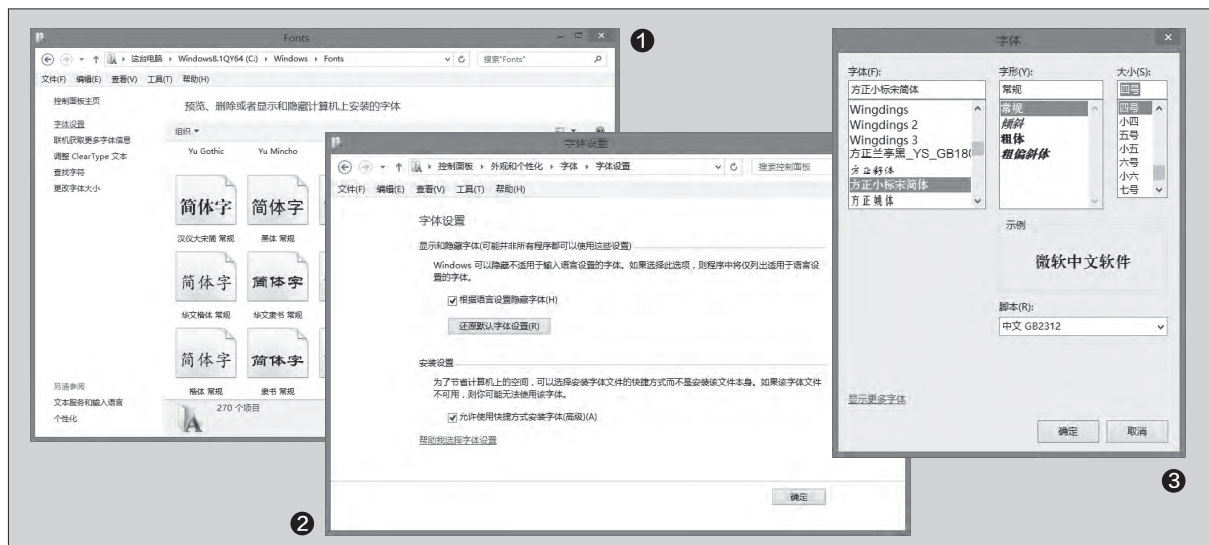 Fonts
❶
这台电脑 Windows8.1QY64 (C:) Windows Fonts
搜索"Fonts"
文件(F) 编辑(E) 查看(V) 工具(T) 帮助(H)
控制面板主页
字体设置
联机获取更多字体信息
调整 ClearType 文本
查找字符
更改字体大小
预览、删除或者显示和隐藏计算机上安装的字体
组织
Yu Gothic Yu Mincho
简体字 简体字
汉仪大宋简 常规 黑体 常规
简体字 简体字
华文楷体 常规 华文隶书 常规
简体字 简体字
楷体 常规 隶书 常规
另请参阅
文本服务和输入语言
个性化
270 个项目
字体设置
控制面板 外观和个性化 字体 字体设置
搜索控制面板
文件(F) 编辑(E) 查看(V) 工具(T) 帮助(H)
字体设置
显示和隐藏字体(可能并非所有程序都可以使用这些设置)
Windows 可以隐藏不适用于输入语言设置的字体。如果选择此选项，则程序中将仅列出适用于语言设
置的字体。
根据语言设置隐藏字体(H)
还原默认字体设置(R)
安装设置
为了节省计算机上的空间，可以选择安装字体文件的快捷方式而不是安装该文件本身。如果该字体文件
不可用，则你可能无法使用该字体。
允许使用快捷方式安装字体(高级)(A)
帮助我选择字体设置
确定
❷
字体
字体(F): 字形(Y): 大小(S):
方正小标宋简体 常规 四号
Wingdings 常规 四号
Wingdings 2 倾斜 小四
Wingdings 3 粗体 五号
方正兰亭黑_YS_GB180 粗偏斜体 小五
方正舒体 六号
方正小标宋简体 小六
方正姚体 七号
示例
微软中文软件
脚本(R):
中文 GB2312
显示更多字体
确定 取消
❸